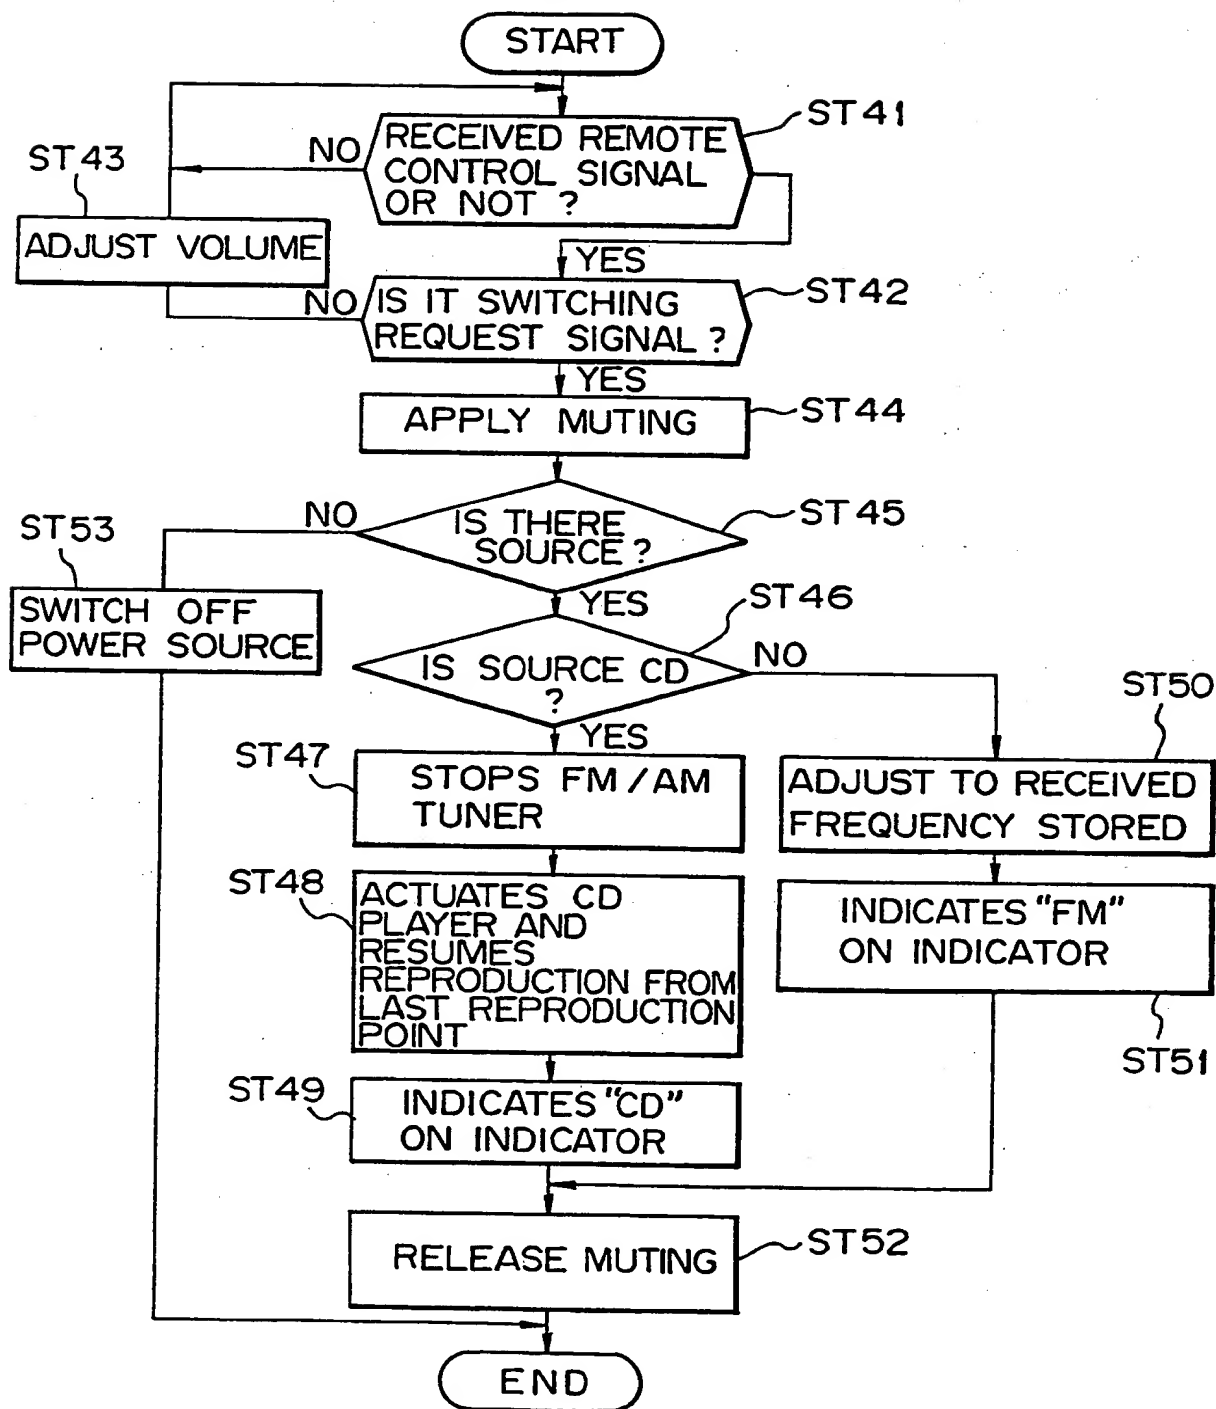 START
ST41
RECEIVED REMOTE
CONTROL SIGNAL
OR NOT ?
NO
ST43
ADJUST VOLUME
YES
ST42
IS IT SWITCHING
REQUEST SIGNAL ?
NO
YES
APPLY MUTING
ST44
NO
IS THERE
SOURCE ?
ST45
ST53
SWITCH OFF
POWER SOURCE
YES
ST46
IS SOURCE CD
?
NO
YES
ST50
ST47
STOPS FM / AM
TUNER
ADJUST TO RECEIVED
FREQUENCY STORED
ST48
ACTUATES CD
PLAYER AND
RESUMES
REPRODUCTION FROM
LAST REPRODUCTION
POINT
INDICATES "FM"
ON INDICATOR
ST51
ST49
INDICATES "CD"
ON INDICATOR
RELEASE MUTING
ST52
END